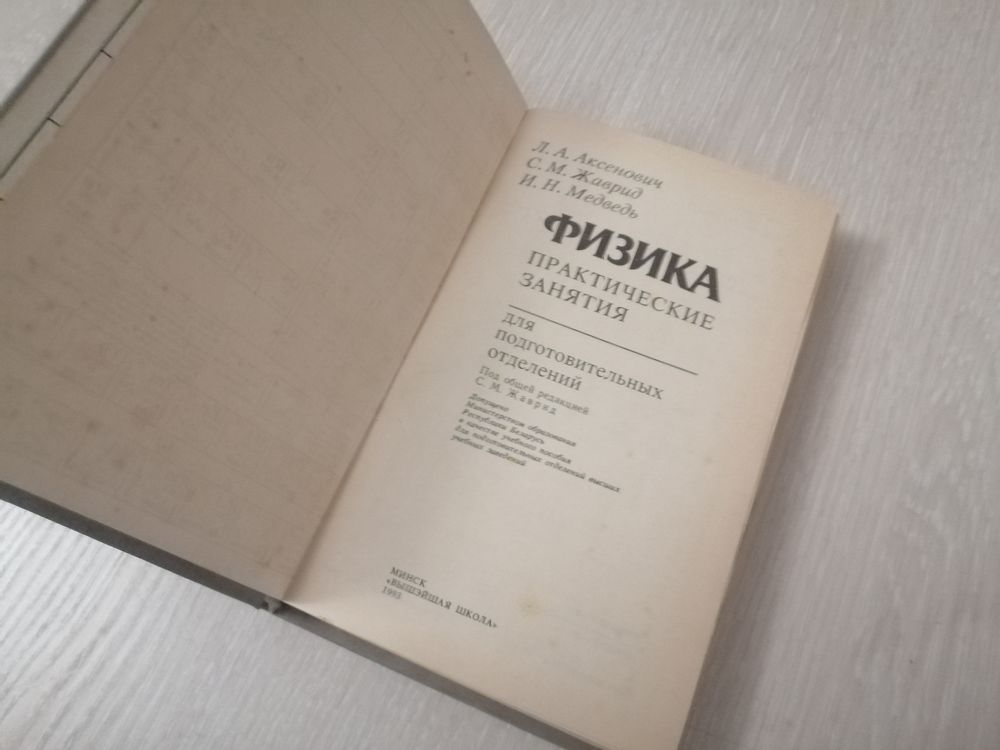 Л. А. Аксенович
С. М. Жаврид
И. Н. Медведь
ФИЗИКА
ПРАКТИЧЕСКИЕ
ЗАНЯТИЯ
для
подготовительных
отделений
Под общей редакцией
С. М. Жаврид
Допущено
Министерством образования
Республики Беларусь
в качестве учебного пособия
для подготовительных отделений высших
учебных заведений
МИНСК
«ВЫШЭЙШАЯ ШКОЛА»
1993